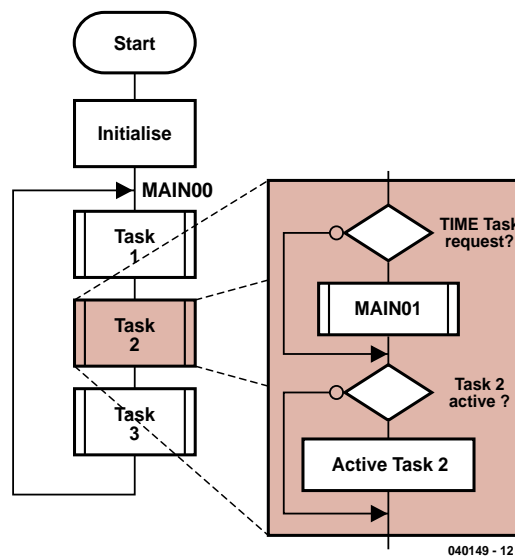 Start
Initialise
MAIN00
Task
1
Task
2
Task
3
TIME Task
request?
MAIN01
Task 2
active ?
Active Task 2
040149 - 12